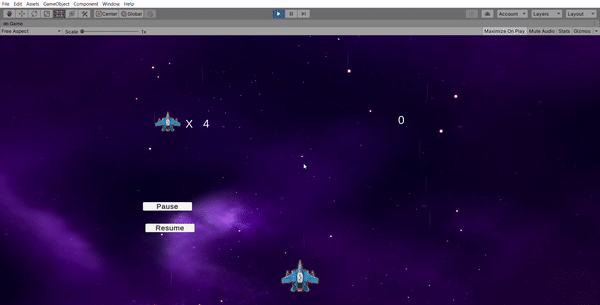 File Edit Assets GameObject Component Window Help
Center Global Account Layers Layout
Game
Free Aspect Scale 1x Maximize On Play Mute Audio Stats Gizmos
X 4
0
Pause
Resume